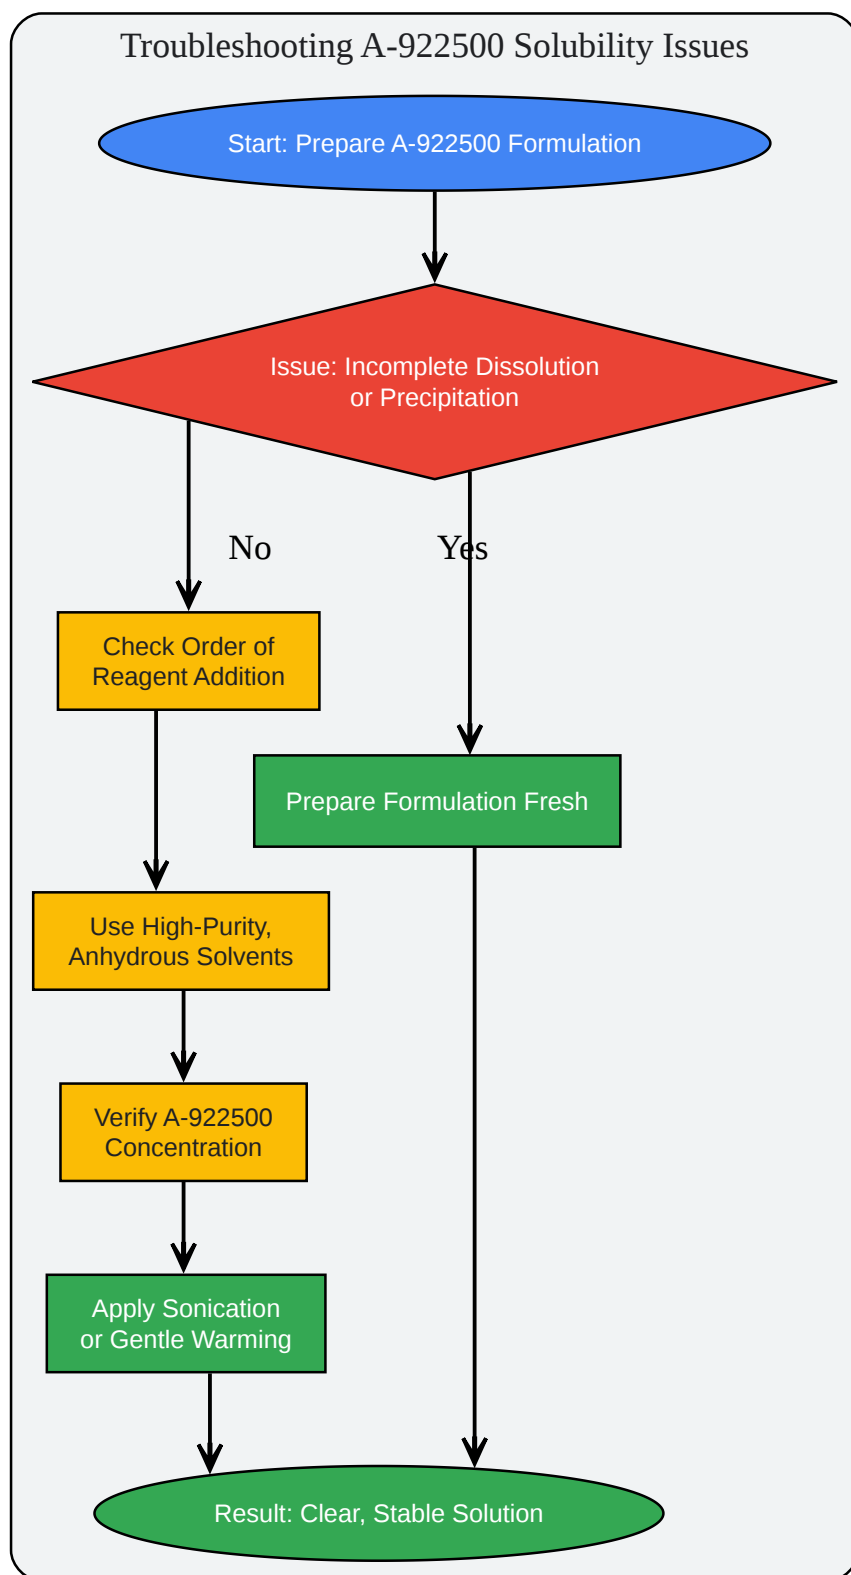 Troubleshooting A-922500 Solubility Issues
Start: Prepare A-922500 Formulation
Issue: Incomplete Dissolution
or Precipitation
No
Yes
Check Order of
Reagent Addition
Prepare Formulation Fresh
Use High-Purity,
Anhydrous Solvents
Verify A-922500
Concentration
Apply Sonication
or Gentle Warming
Result: Clear, Stable Solution